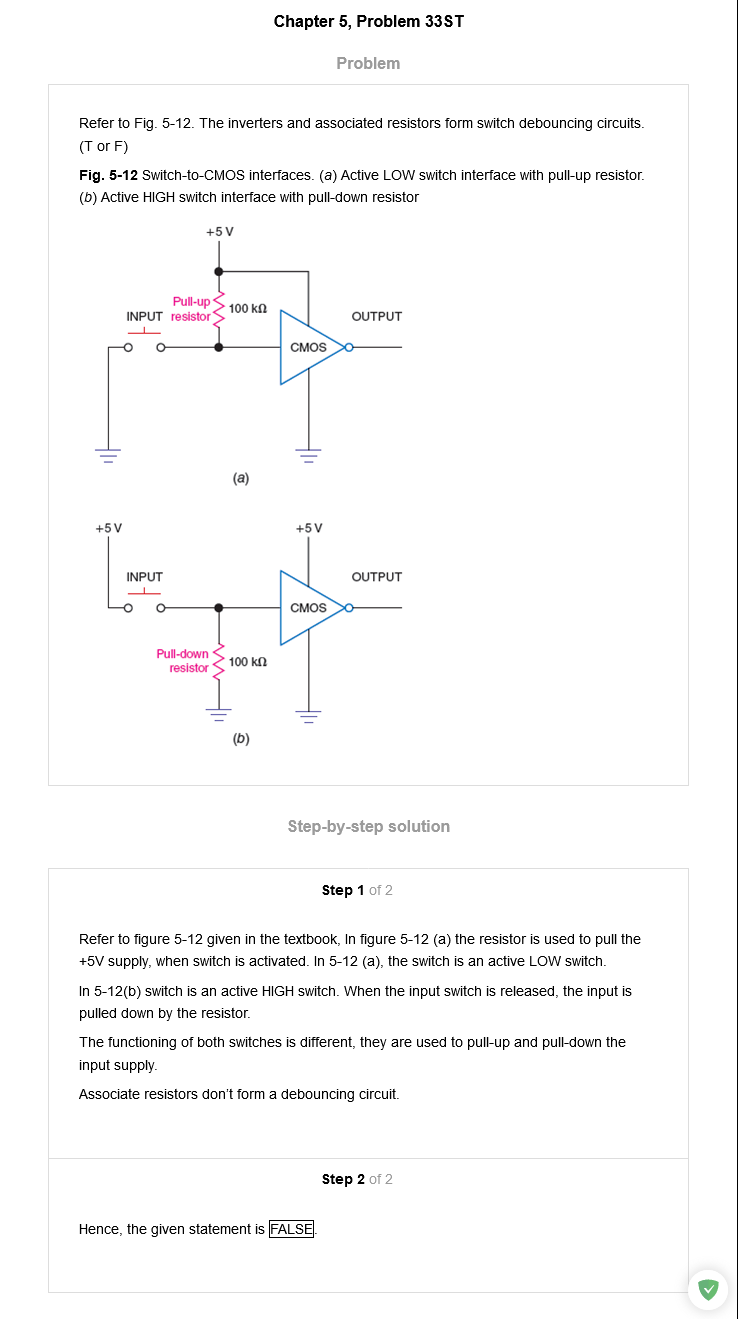 Chapter 5, Problem 33ST
Problem
Refer to Fig. 5-12. The inverters and associated resistors form switch debouncing circuits.
(T or F)
Fig. 5-12 Switch-to-CMOS interfaces. (a) Active LOW switch interface with pull-up resistor.
(b) Active HIGH switch interface with pull-down resistor
+5 V
Pull-up
resistor
100 kΩ
INPUT
OUTPUT
CMOS
(a)
+5 V
+5 V
INPUT
OUTPUT
CMOS
Pull-down
resistor
100 kΩ
(b)
Step-by-step solution
Step 1 of 2
Refer to figure 5-12 given in the textbook, In figure 5-12 (a) the resistor is used to pull the
+5V supply, when switch is activated. In 5-12 (a), the switch is an active LOW switch.
In 5-12(b) switch is an active HIGH switch. When the input switch is released, the input is
pulled down by the resistor.
The functioning of both switches is different, they are used to pull-up and pull-down the
input supply.
Associate resistors don't form a debouncing circuit.
Step 2 of 2
Hence, the given statement is FALSE.